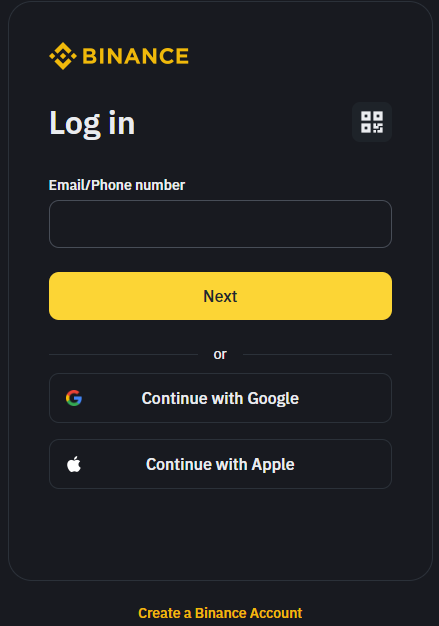 BINANCE
Log in
Email/Phone number
Next
or
Continue with Google
Continue with Apple
Create a Binance Account